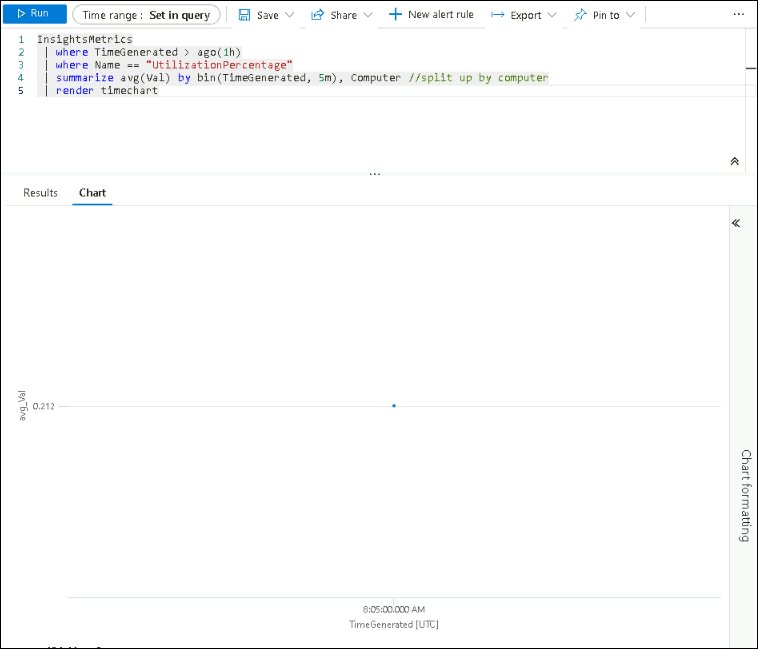 Run Time range : Set in query Save Share New alert rule Export Pin to ...
1 InsightsMetrics
2 | where TimeGenerated > ago(1h)
3 | where Name == "UtilizationPercentage"
4 | summarize avg(Val) by bin(TimeGenerated, 5m), Computer //split up by computer
5 | render timechart
...
Results Chart
avg_Val
0.212
Chart formatting
8:05:00.000 AM
TimeGenerated [UTC]